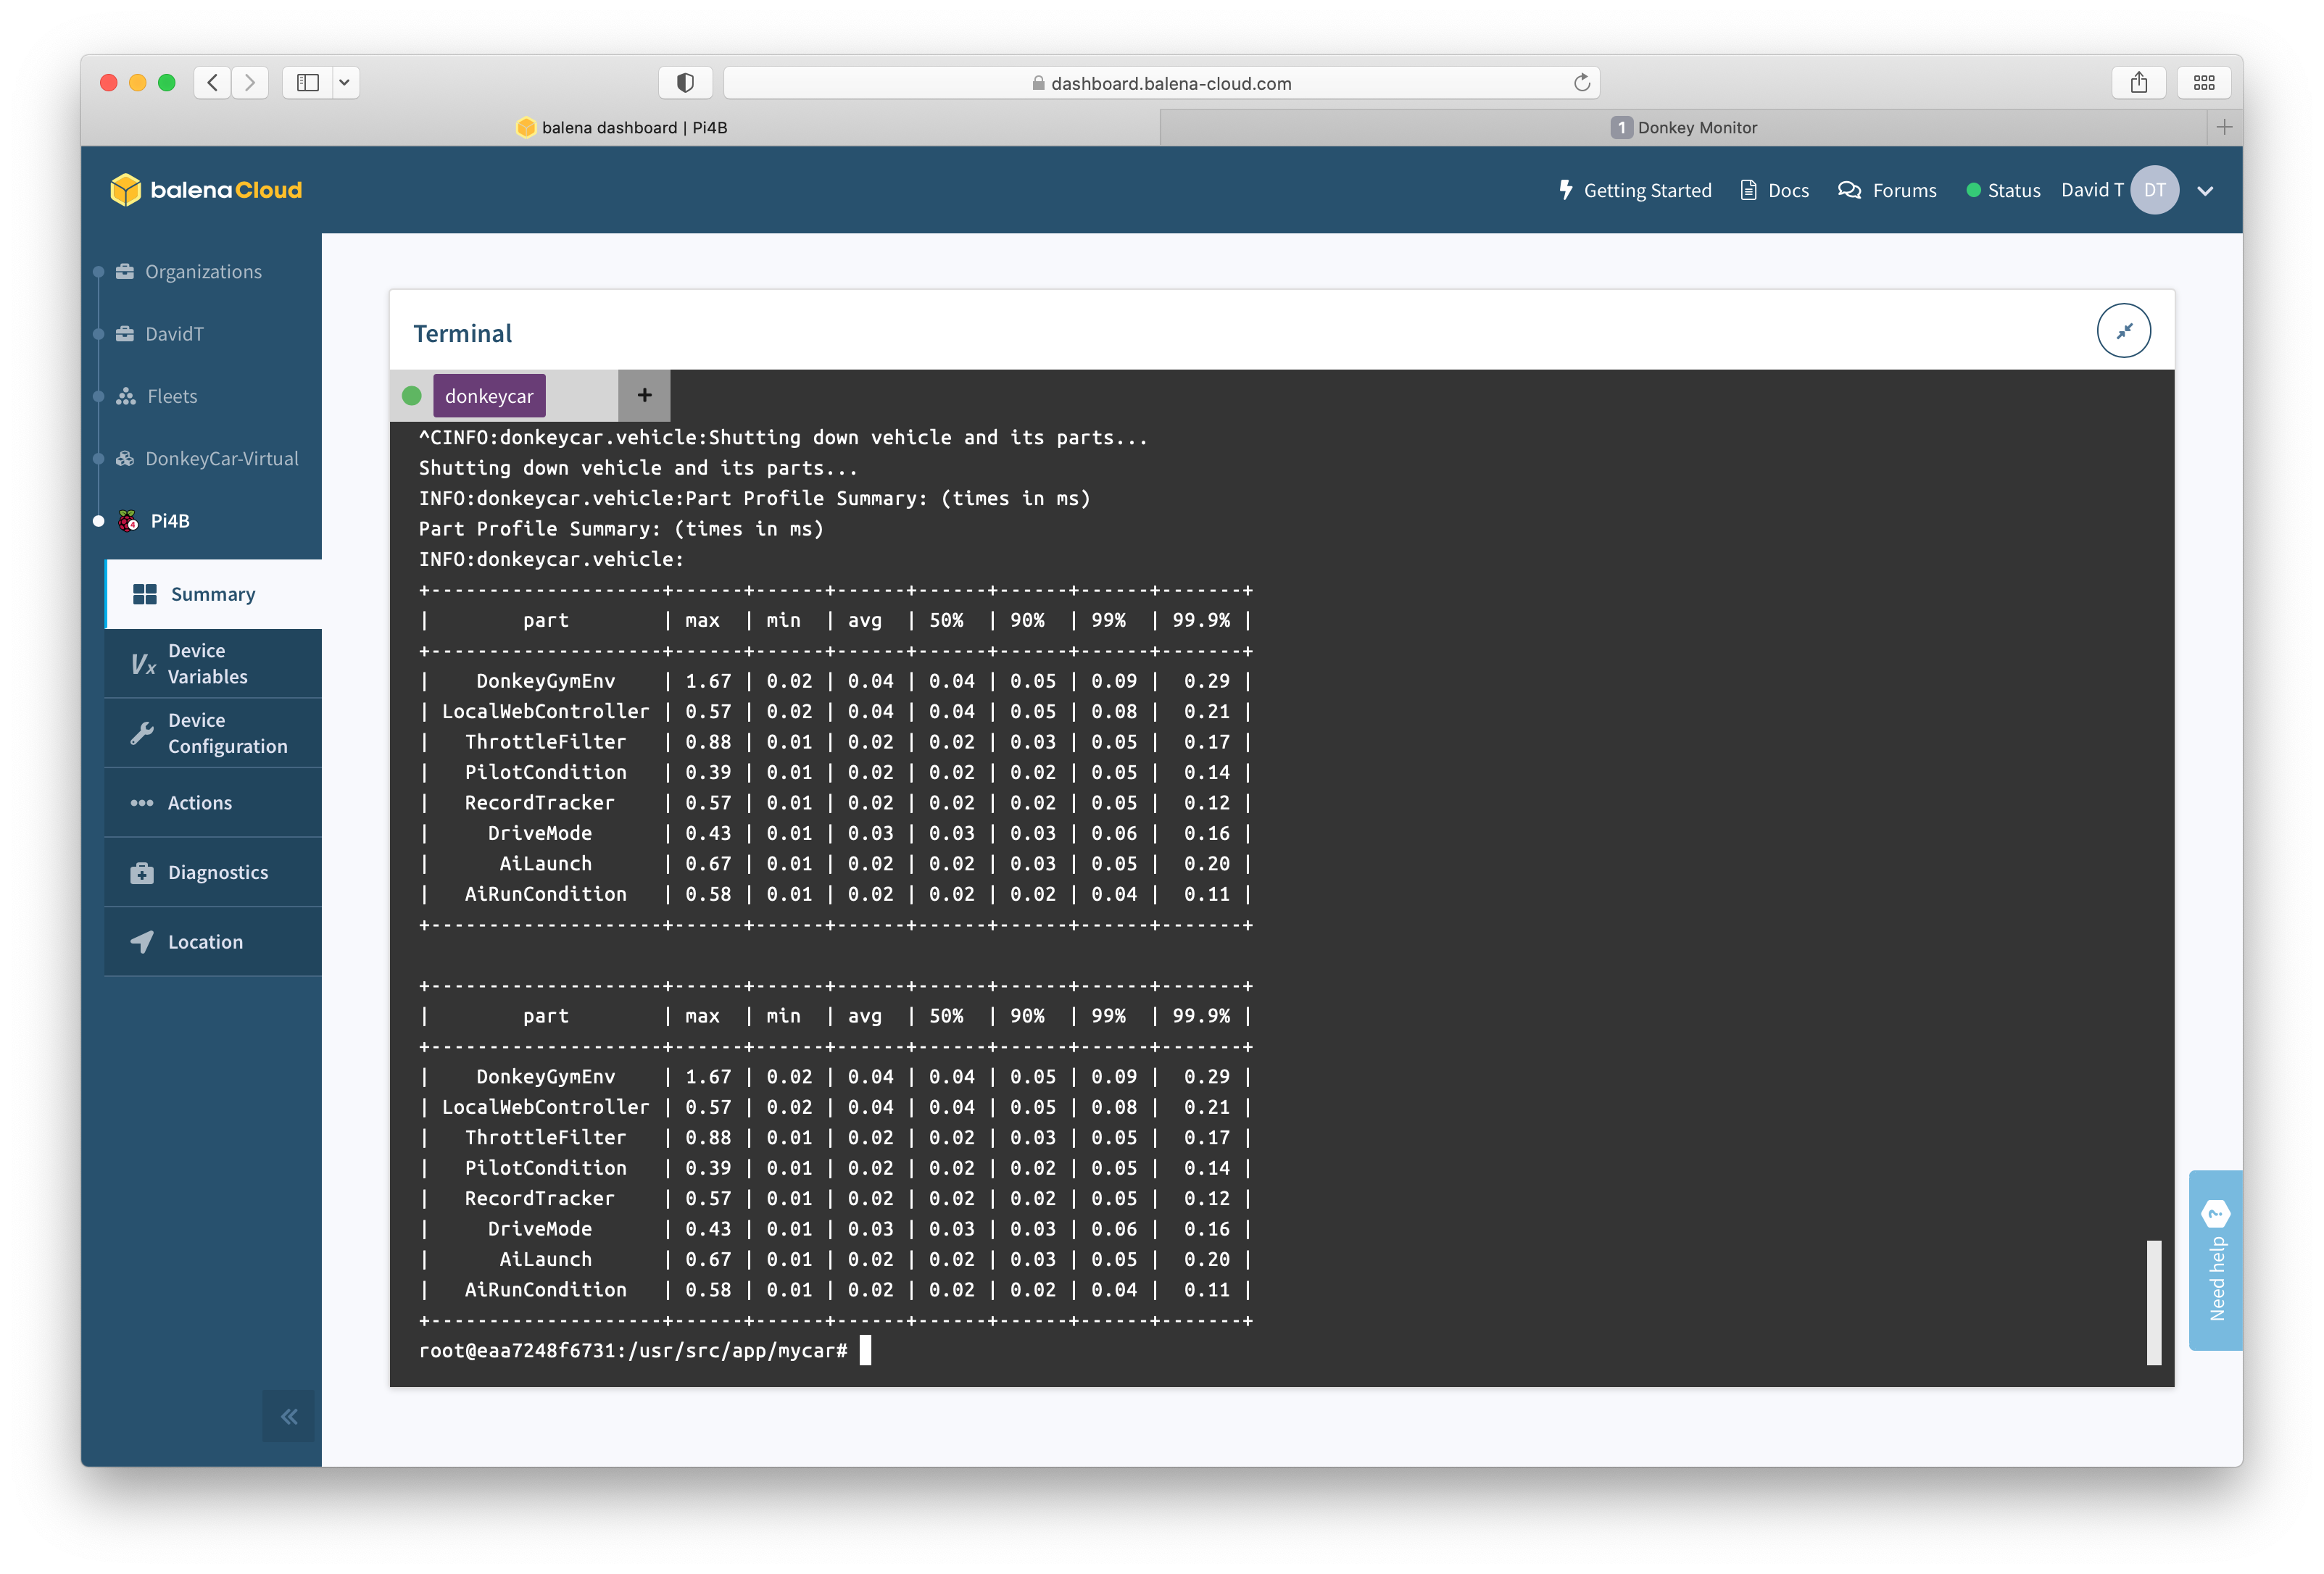 dashboard.balena-cloud.com
balena dashboard | Pi4B
1 Donkey Monitor
balenaCloud
Getting Started
Docs
Forums
Status
David T
DT
Organizations
DavidT
Fleets
DonkeyCar-Virtual
4
Pi4B
Summary
Vx
Device
Variables
Device
Configuration
Actions
Diagnostics
Location
Terminal
donkeycar
+
^CINFO:donkeycar.vehicle:Shutting down vehicle and its parts...
Shutting down vehicle and its parts...
INFO:donkeycar.vehicle:Part Profile Summary: (times in ms)
Part Profile Summary: (times in ms)
INFO:donkeycar.vehicle:
+--------------------+------+------+------+------+------+------+-------+
|        part        | max  | min  | avg  | 50%  | 90%  | 99%  | 99.9% |
+--------------------+------+------+------+------+------+------+-------+
|    DonkeyGymEnv    | 1.67 | 0.02 | 0.04 | 0.04 | 0.05 | 0.09 |  0.29 |
| LocalWebController | 0.57 | 0.02 | 0.04 | 0.04 | 0.05 | 0.08 |  0.21 |
|   ThrottleFilter   | 0.88 | 0.01 | 0.02 | 0.02 | 0.03 | 0.05 |  0.17 |
|   PilotCondition   | 0.39 | 0.01 | 0.02 | 0.02 | 0.02 | 0.05 |  0.14 |
|   RecordTracker    | 0.57 | 0.01 | 0.02 | 0.02 | 0.02 | 0.05 |  0.12 |
|     DriveMode      | 0.43 | 0.01 | 0.03 | 0.03 | 0.03 | 0.06 |  0.16 |
|      AiLaunch      | 0.67 | 0.01 | 0.02 | 0.02 | 0.03 | 0.05 |  0.20 |
|   AiRunCondition   | 0.58 | 0.01 | 0.02 | 0.02 | 0.02 | 0.04 |  0.11 |
+--------------------+------+------+------+------+------+------+-------+
+--------------------+------+------+------+------+------+------+-------+
|        part        | max  | min  | avg  | 50%  | 90%  | 99%  | 99.9% |
+--------------------+------+------+------+------+------+------+-------+
|    DonkeyGymEnv    | 1.67 | 0.02 | 0.04 | 0.04 | 0.05 | 0.09 |  0.29 |
| LocalWebController | 0.57 | 0.02 | 0.04 | 0.04 | 0.05 | 0.08 |  0.21 |
|   ThrottleFilter   | 0.88 | 0.01 | 0.02 | 0.02 | 0.03 | 0.05 |  0.17 |
|   PilotCondition   | 0.39 | 0.01 | 0.02 | 0.02 | 0.02 | 0.05 |  0.14 |
|   RecordTracker    | 0.57 | 0.01 | 0.02 | 0.02 | 0.02 | 0.05 |  0.12 |
|     DriveMode      | 0.43 | 0.01 | 0.03 | 0.03 | 0.03 | 0.06 |  0.16 |
|      AiLaunch      | 0.67 | 0.01 | 0.02 | 0.02 | 0.03 | 0.05 |  0.20 |
|   AiRunCondition   | 0.58 | 0.01 | 0.02 | 0.02 | 0.02 | 0.04 |  0.11 |
+--------------------+------+------+------+------+------+------+-------+
root@eaa7248f6731:/usr/src/app/mycar#
Need help ?